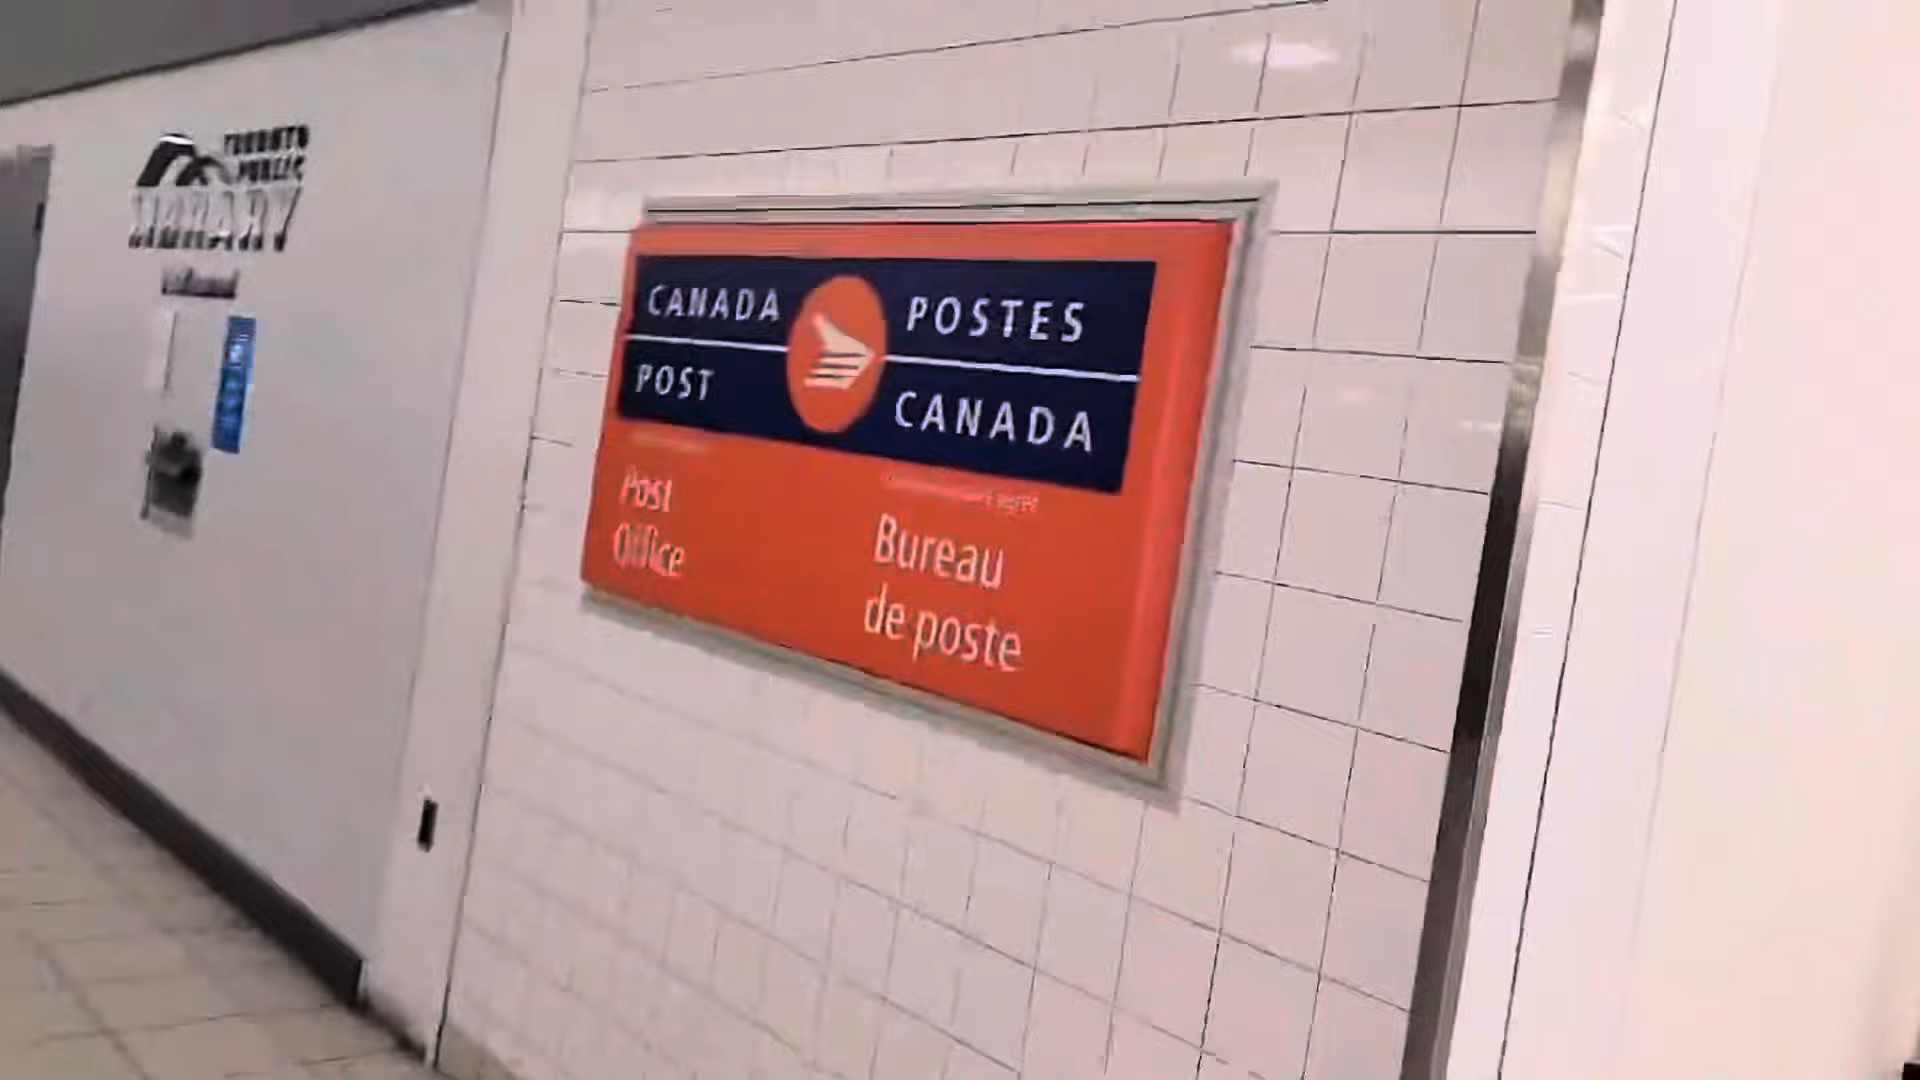 TORONTO
PUBLIC
LIBRARY
CANADA
POST
POSTES
CANADA
Post
Office
Bureau
de poste